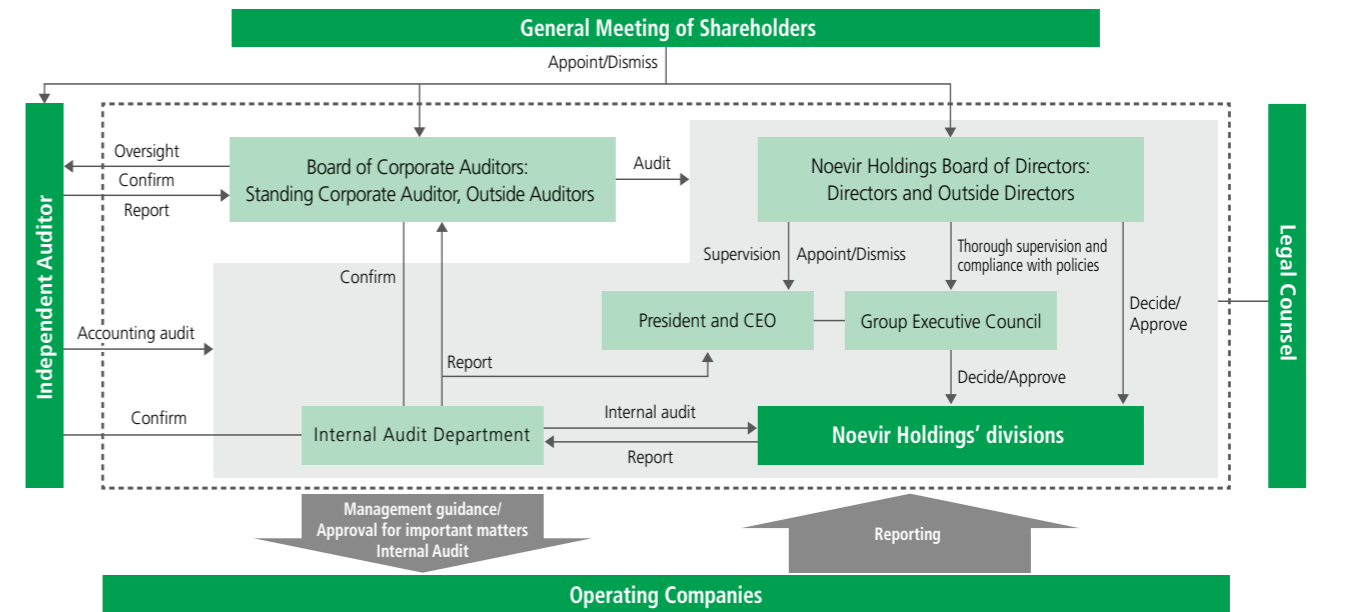 General Meeting of Shareholders
Appoint/Dismiss
Independent Auditor
Oversight
Confirm
Report
Board of Corporate Auditors:
Standing Corporate Auditor, Outside Auditors
Audit
Noevir Holdings Board of Directors:
Directors and Outside Directors
Legal Counsel
Supervision
Appoint/Dismiss
Thorough supervision and
compliance with policies
Confirm
Decide/
Approve
President and CEO
Group Executive Council
Accounting audit
Report
Decide/Approve
Confirm
Internal Audit Department
Internal audit
Report
Noevir Holdings’ divisions
Management guidance/
Approval for important matters
Internal Audit
Reporting
Operating Companies